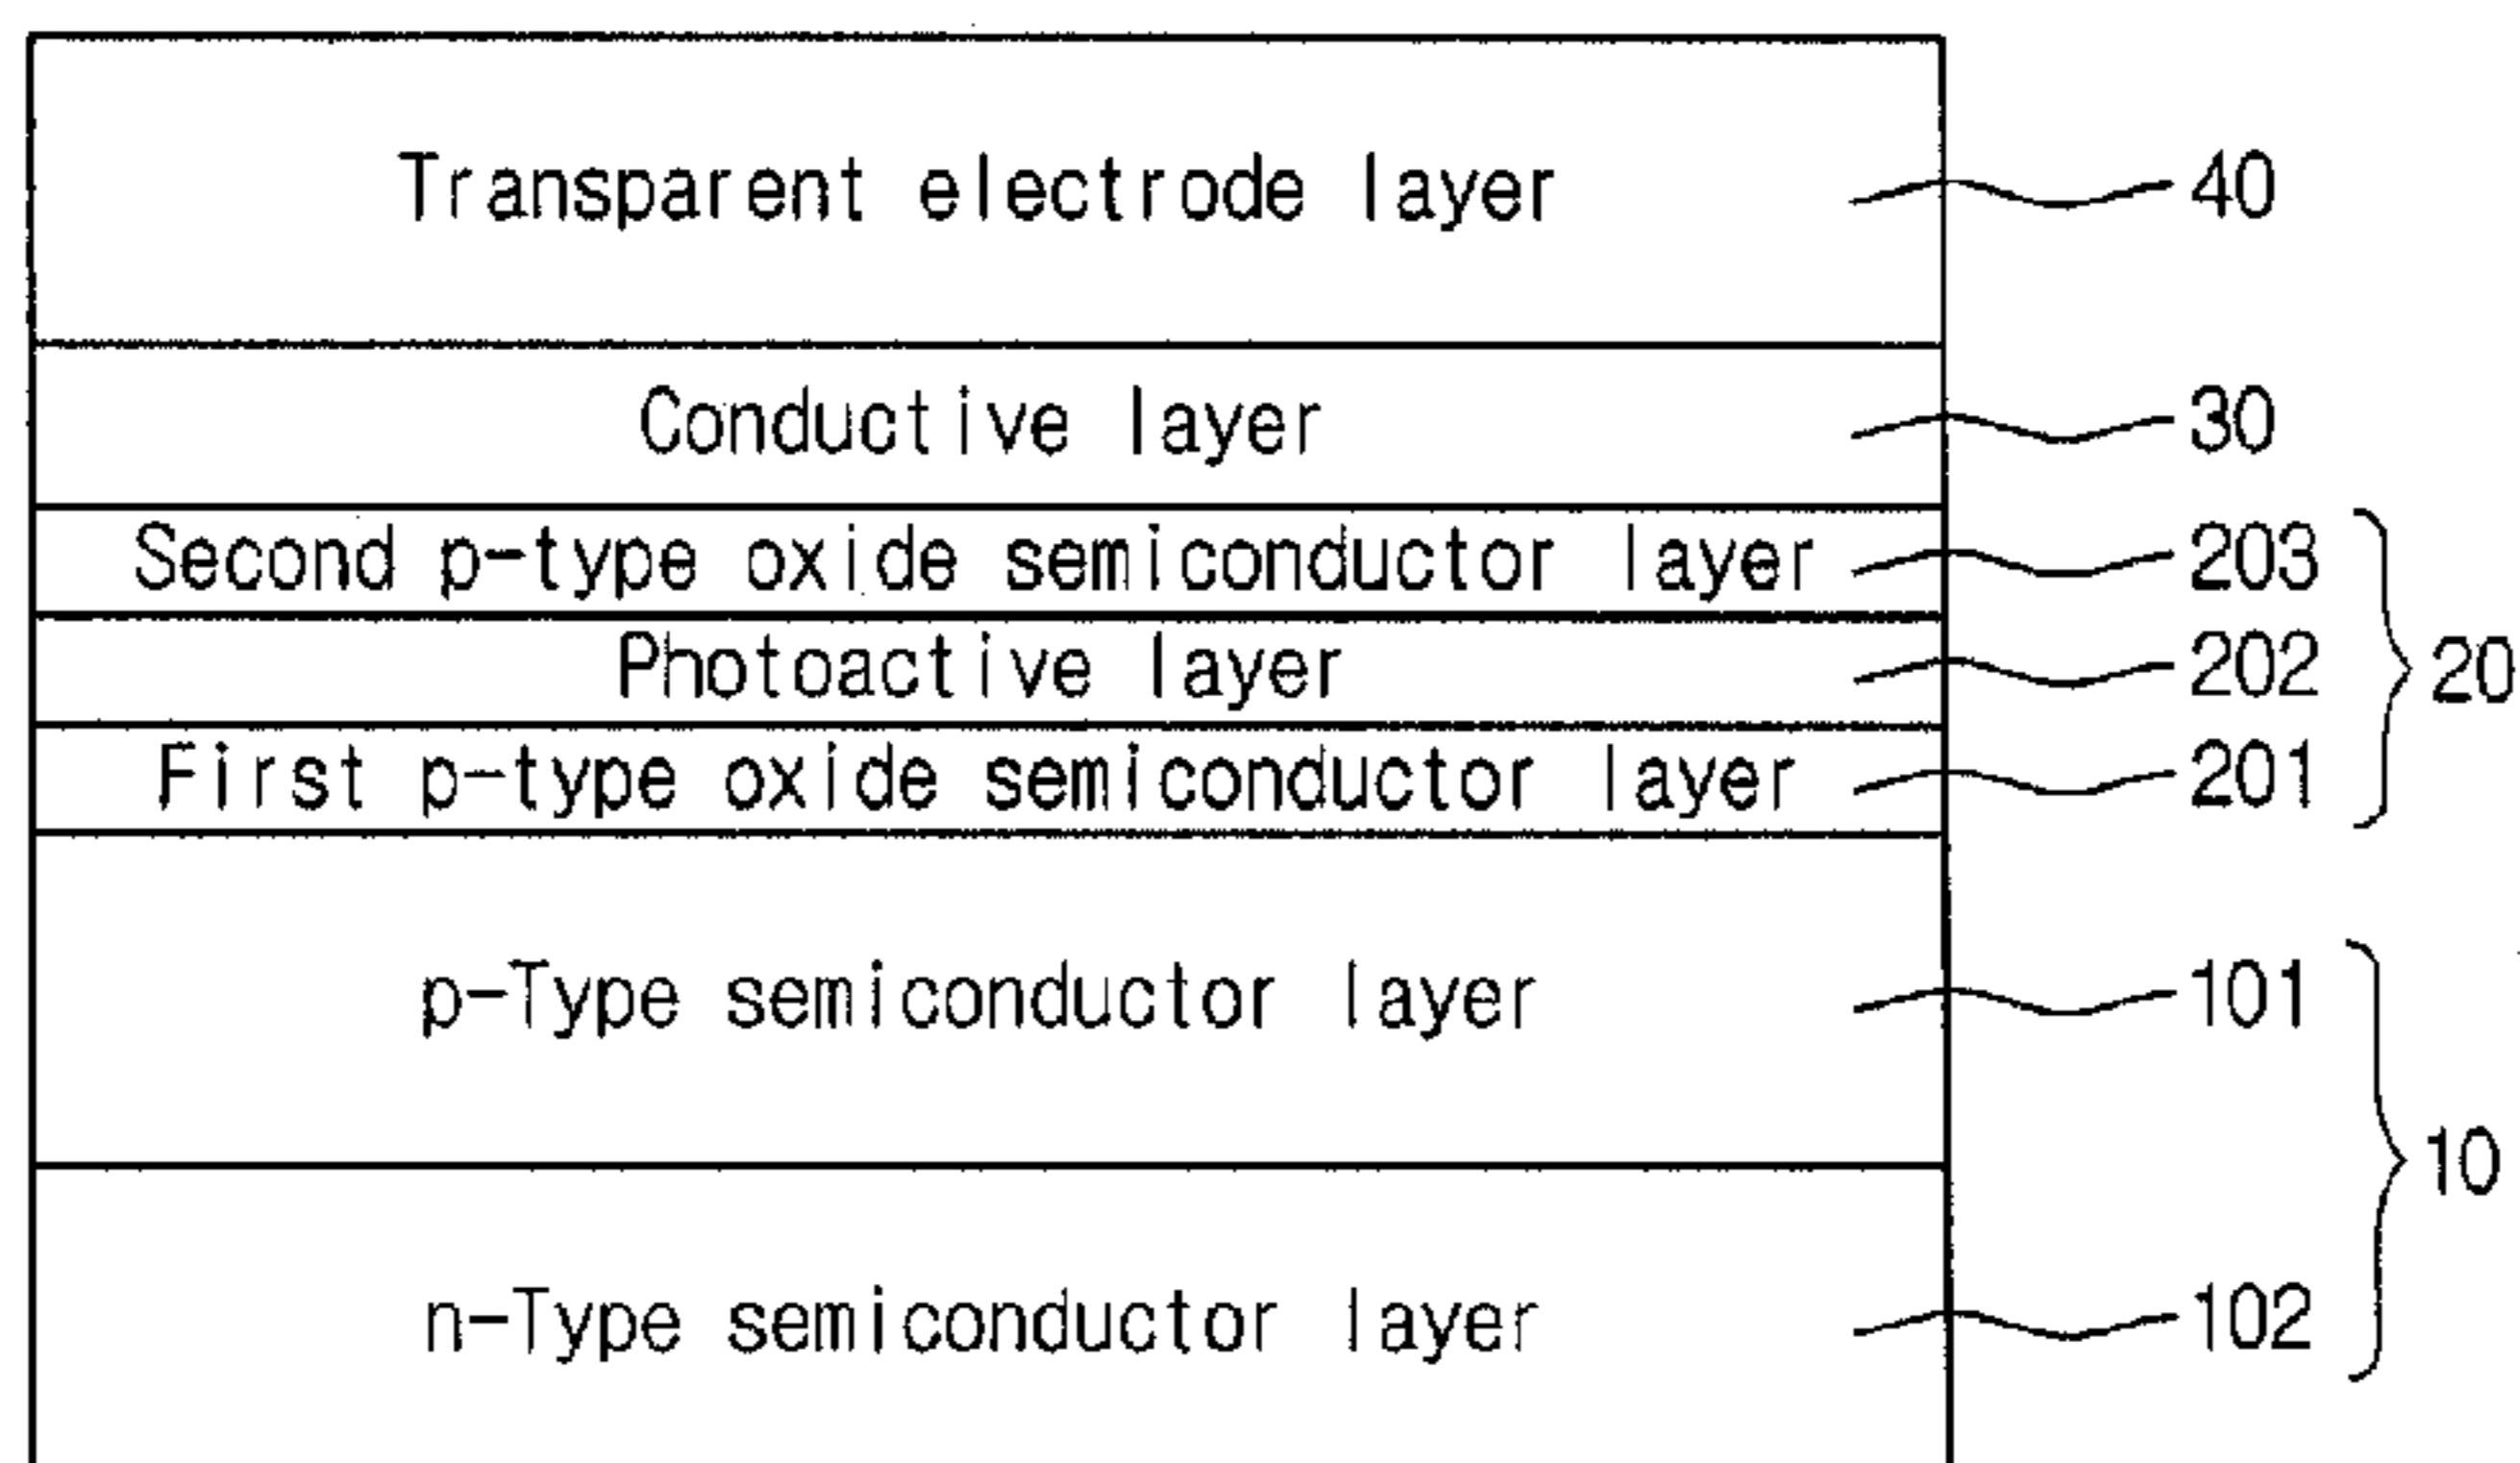 Transparent electrode layer 40
Conductive layer 30
Second p-type oxide semiconductor layer 203
Photoactive layer 202 20
First p-type oxide semiconductor layer 201
p-Type semiconductor layer 101
10
n-Type semiconductor layer 102